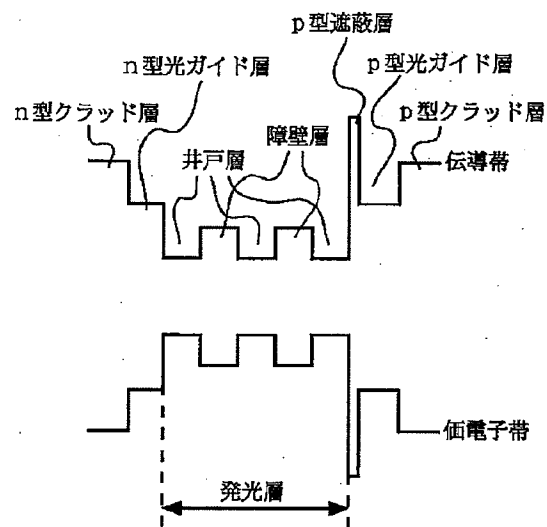 p型遮蔽層
n型光ガイド層
p型光ガイド層
n型クラッド層
p型クラッド層
障壁層
井戸層
伝導帯
価電子帯
発光層